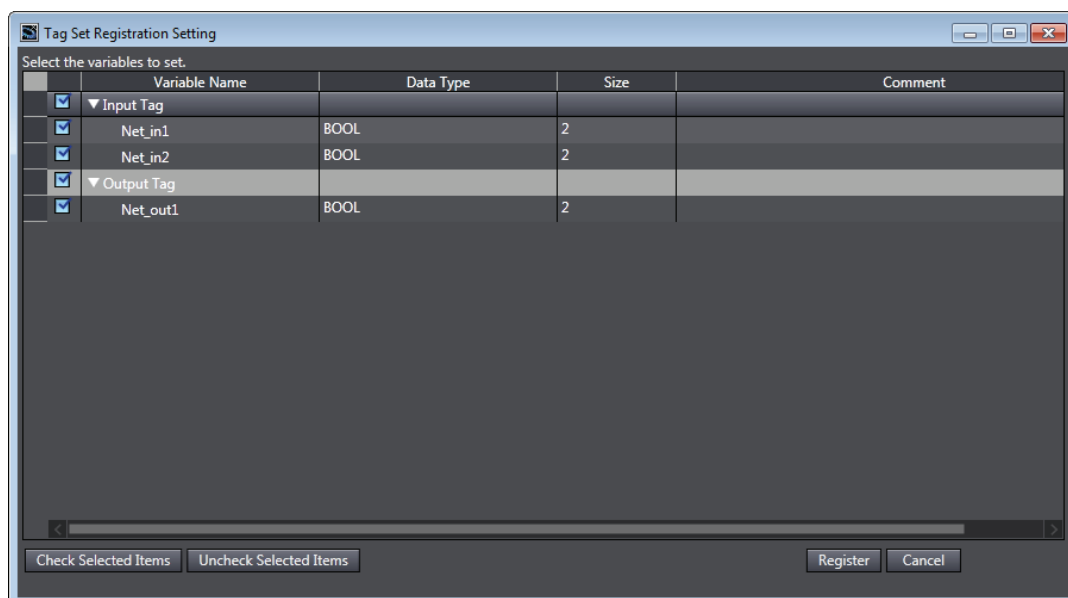 Tag Set Registration Setting
Select the variables to set.
Variable Name Data Type Size Comment
▼ Input Tag
Net_in1 BOOL 2
Net_in2 BOOL 2
▼ Output Tag
Net_out1 BOOL 2
Check Selected Items Uncheck Selected Items Register Cancel